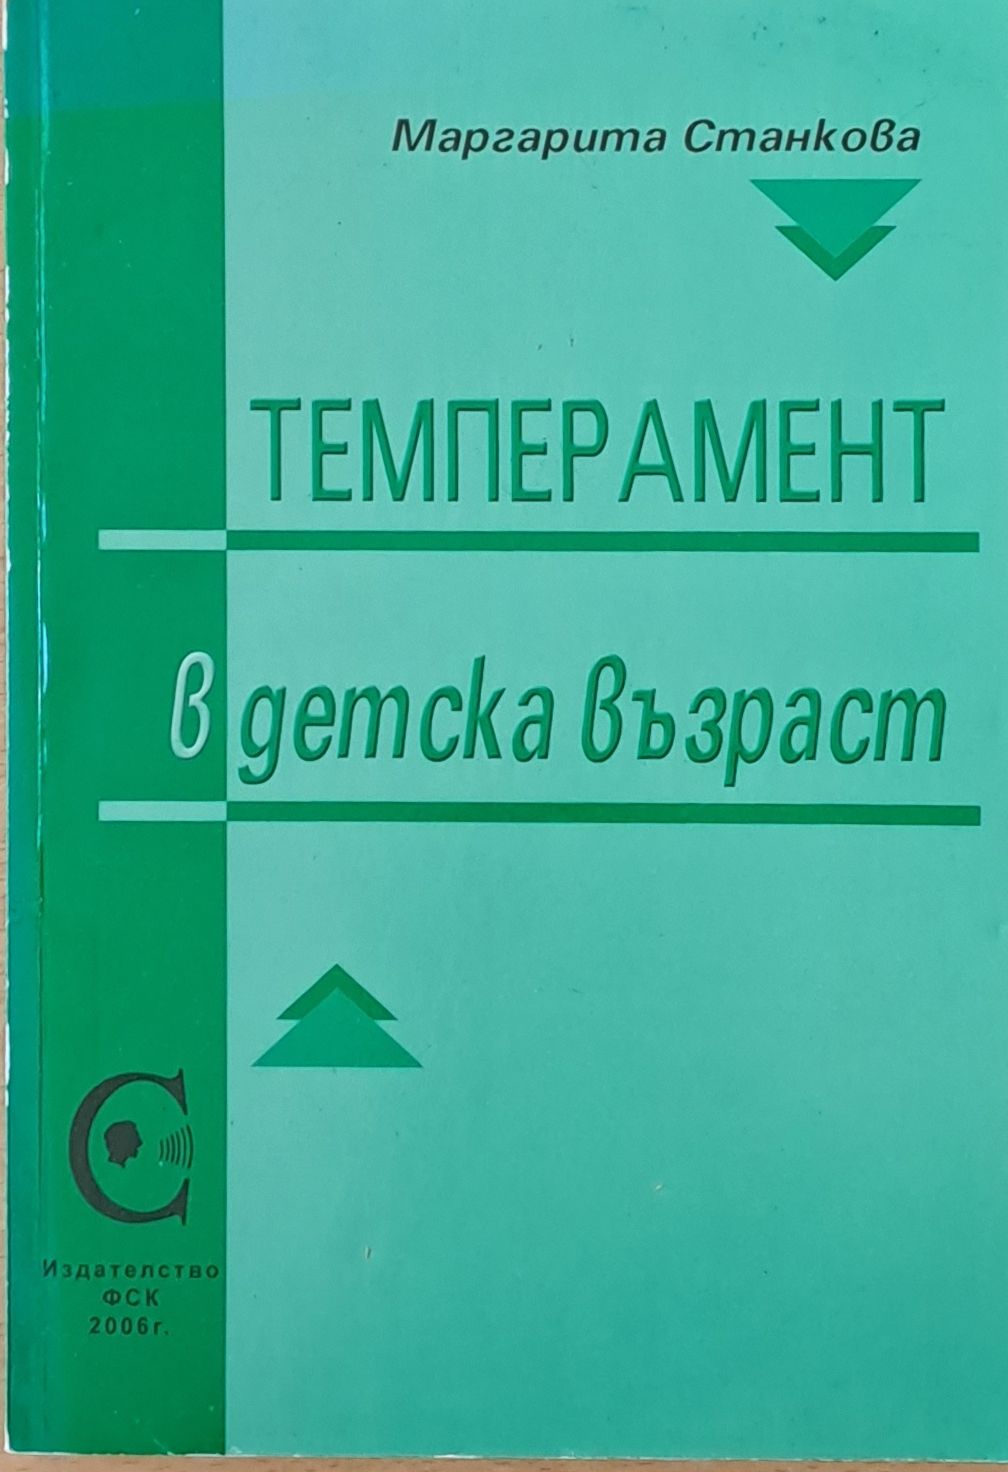 Маргарита Станкова
ТЕМПЕРАМЕНТ
в детска възраст
С
Издателство
ФСК
2006г.